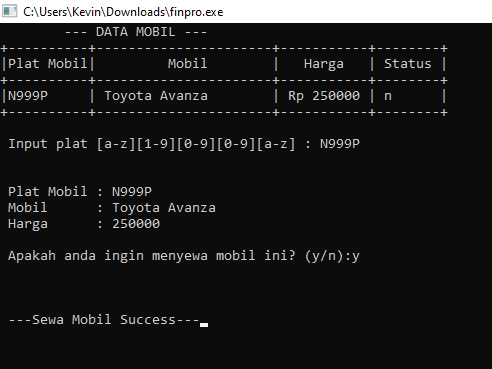 C:\Users\Kevin\Downloads\finpro.exe
--- DATA MOBIL ---
+----------+----------------------+-----------+--------+
|Plat Mobil|        Mobil         |   Harga   | Status |
+----------+----------------------+-----------+--------+
|N999P     | Toyota Avanza        | Rp 250000 | n      |
+----------+----------------------+-----------+--------+
Input plat [a-z][1-9][0-9][0-9][a-z] : N999P
Plat Mobil : N999P
Mobil      : Toyota Avanza
Harga      : 250000
Apakah anda ingin menyewa mobil ini? (y/n):y
---Sewa Mobil Success---